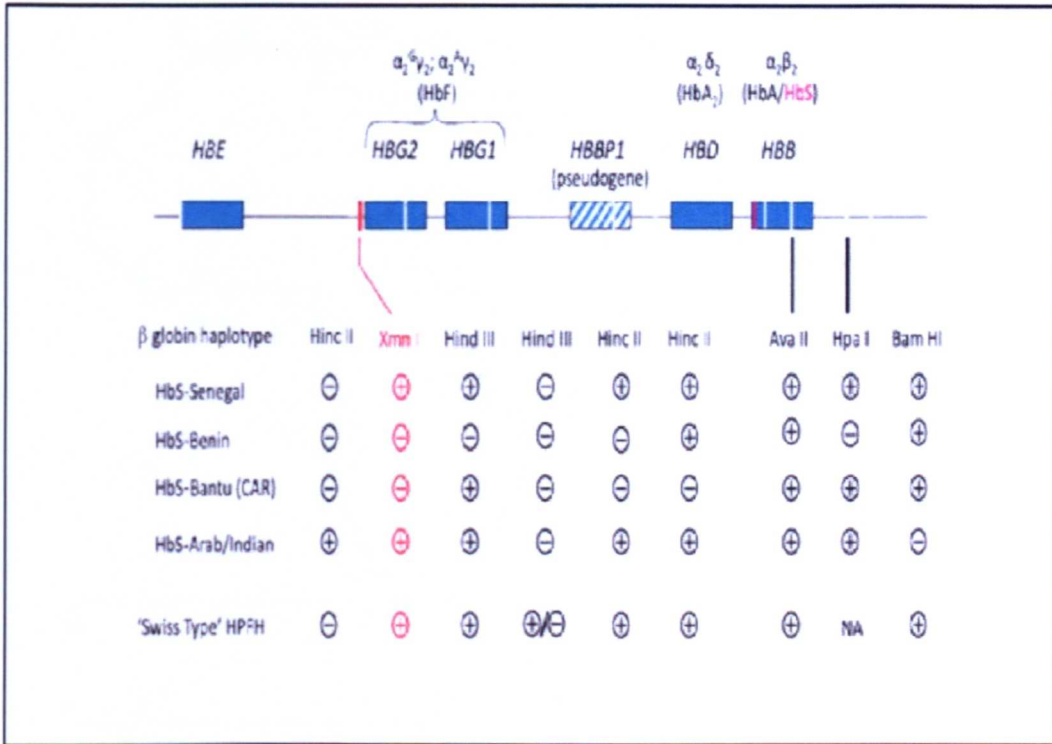 α₂ᴳγ₂; α₂ᴬγ₂ α₂δ₂ α₂β₂
(HbF) (HbA₂) (HbA/HbS)
HBE HBG2 HBG1 HBBP1 HBD HBB
(pseudogene)
β globin haplotype Hinc II Xmn I Hind III Hind III Hinc II Hinc II Ava II Hpa I Bam HI
HbS-Senegal ⊖ ⊕ ⊕ ⊖ ⊕ ⊕ ⊕ ⊕ ⊕
HbS-Benin ⊖ ⊖ ⊖ ⊖ ⊖ ⊕ ⊕ ⊖ ⊕
HbS-Bantu (CAR) ⊖ ⊖ ⊕ ⊖ ⊖ ⊖ ⊕ ⊕ ⊕
HbS-Arab/Indian ⊕ ⊕ ⊕ ⊖ ⊕ ⊕ ⊕ ⊕ ⊖
'Swiss Type' HPFH ⊖ ⊕ ⊕ ⊕/⊖ ⊕ ⊕ ⊕ NA ⊕